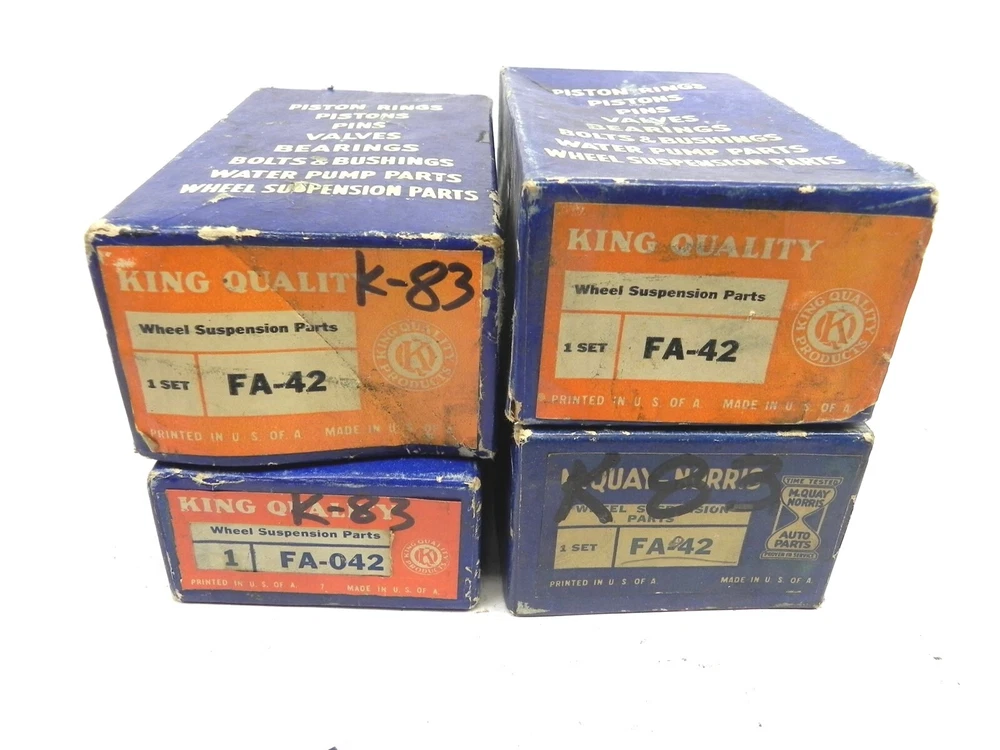 PISTON RINGS
PISTONS
PINS
VALVES
BEARINGS
BOLTS & BUSHINGS
WATER PUMP PARTS
WHEEL SUSPENSION PARTS
KING QUALITY
K-83
Wheel Suspension Parts
1 SET FA-42
KING QUALITY
PRODUCTS
PRINTED IN U. S. OF A. MADE IN U. S. OF A.
PISTON RINGS
PISTONS
PINS
VALVES
BEARINGS
BOLTS & BUSHINGS
WATER PUMP PARTS
WHEEL SUSPENSION PARTS
KING QUALITY
Wheel Suspension Parts
1 SET FA-42
KING QUALITY
PRODUCTS
PRINTED IN U. S. OF A. MADE IN U. S. OF A.
KING QUALITY
K-83
Wheel Suspension Parts
1 FA-042
KING QUALITY
PRODUCTS
PRINTED IN U. S. OF A. MADE IN U. S. OF A.
McQUAY-NORRIS
K-83
WHEEL SUSPENSION
PARTS
1 SET FA-42
TIME TESTED
McQUAY
NORRIS
AUTO
PARTS
PROVEN IN SERVICE
PRINTED IN U. S. OF A. MADE IN U. S. OF A.